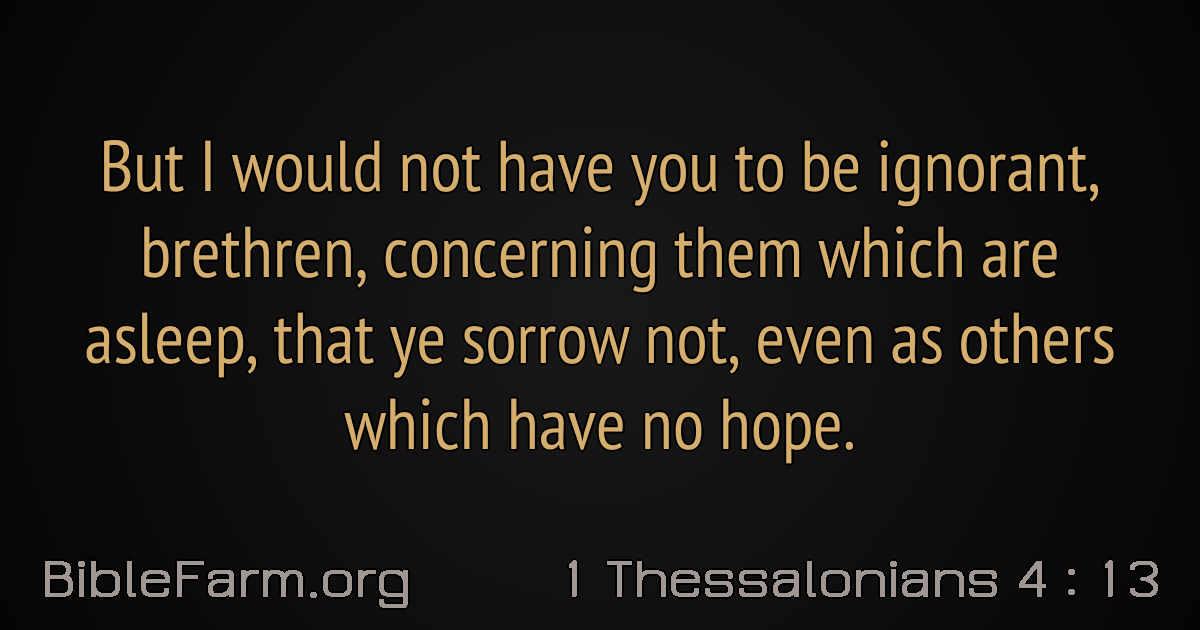 But I would not have you to be ignorant,
brethren, concerning them which are
asleep, that ye sorrow not, even as others
which have no hope.
BibleFarm.org
1 Thessalonians 4 : 13